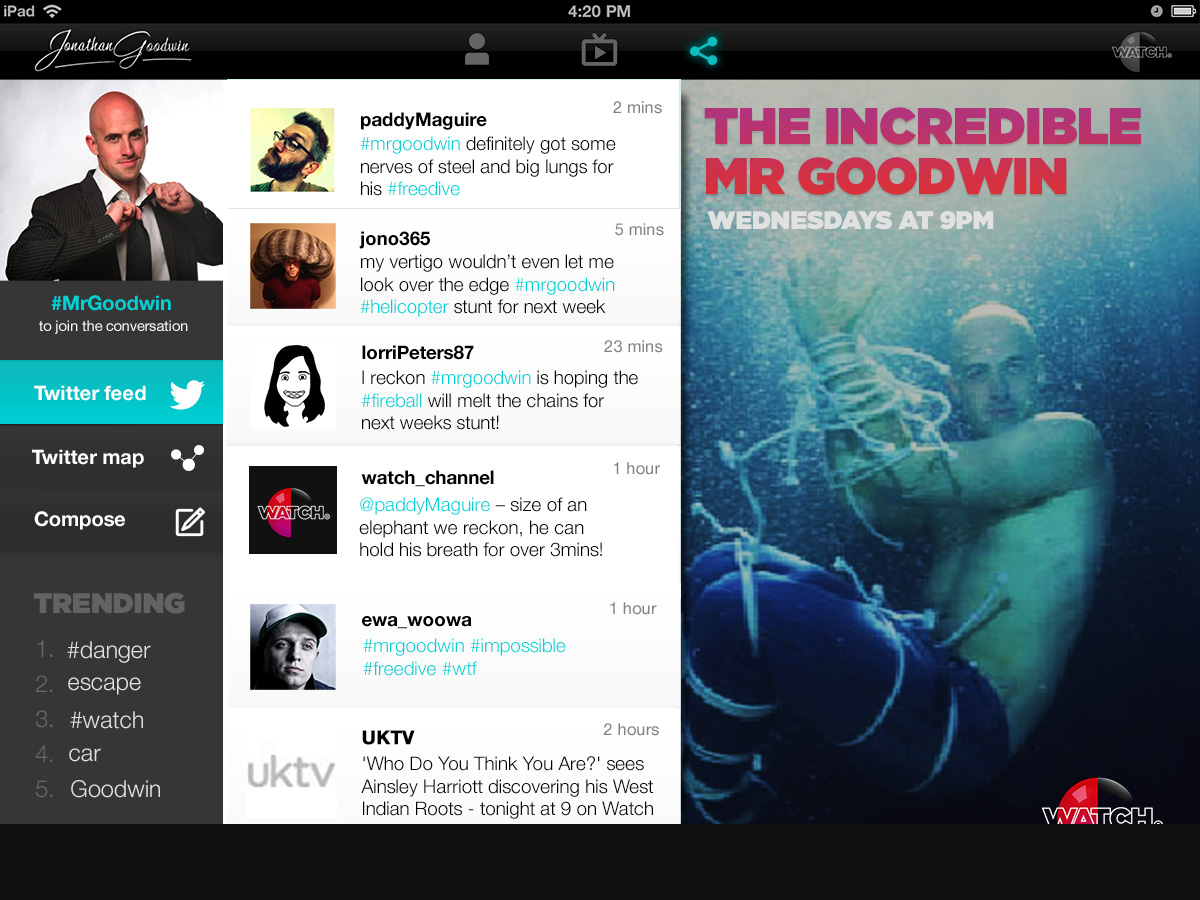 iPad
4:20 PM
Jonathan Goodwin
WATCH.
#MrGoodwin
to join the conversation
Twitter feed
Twitter map
Compose
TRENDING
1. #danger
2. escape
3. #watch
4. car
5. Goodwin
paddyMaguire
2 mins
#mrgoodwin definitely got some
nerves of steel and big lungs for
his #freedive
jono365
5 mins
my vertigo wouldn’t even let me
look over the edge #mrgoodwin
#helicopter stunt for next week
lorriPeters87
23 mins
I reckon #mrgoodwin is hoping the
#fireball will melt the chains for
next weeks stunt!
WATCH.
watch_channel
1 hour
@paddyMaguire – size of an
elephant we reckon, he can
hold his breath for over 3mins!
ewa_woowa
1 hour
#mrgoodwin #impossible
#freedive #wtf
uktv
UKTV
2 hours
'Who Do You Think You Are?' sees
Ainsley Harriott discovering his West
Indian Roots - tonight at 9 on Watch
THE INCREDIBLE
MR GOODWIN
WEDNESDAYS AT 9PM
WATCH.